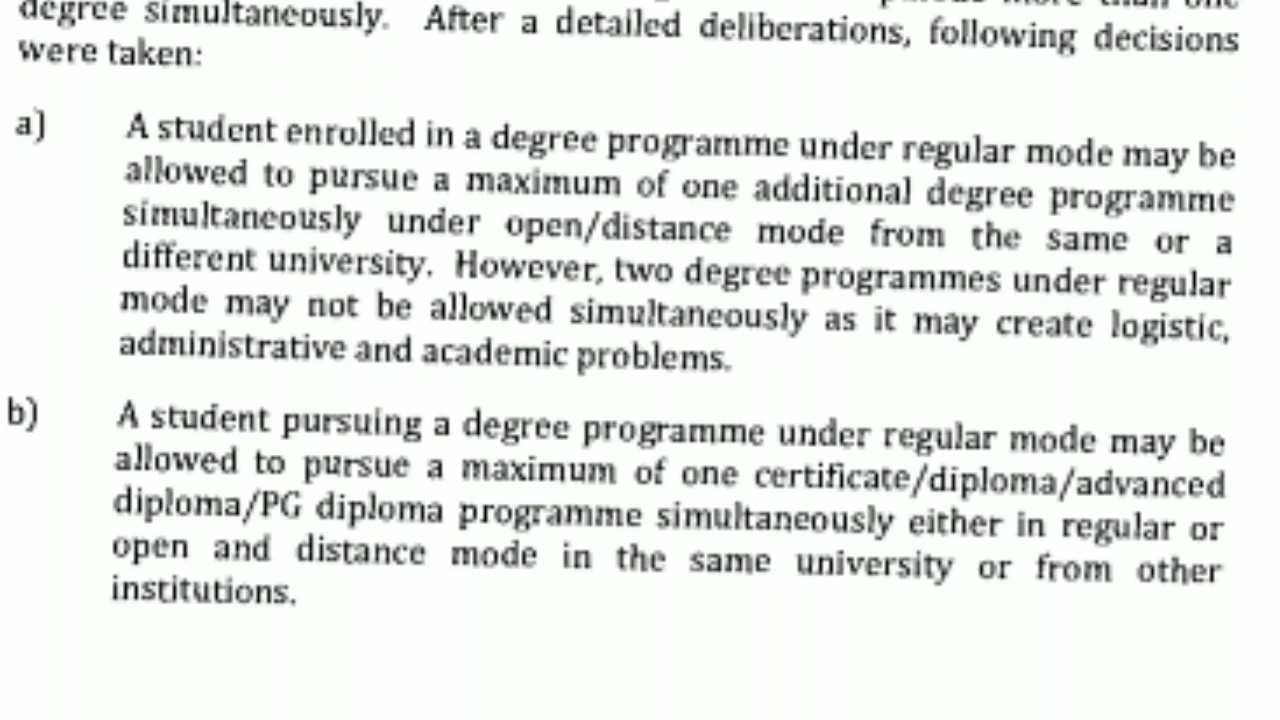 degree simultaneously. After a detailed deliberations, following decisions
were taken:
a) A student enrolled in a degree programme under regular mode may be
allowed to pursue a maximum of one additional degree programme
simultaneously under open/distance mode from the same or a
different university. However, two degree programmes under regular
mode may not be allowed simultaneously as it may create logistic,
administrative and academic problems.
b) A student pursuing a degree programme under regular mode may be
allowed to pursue a maximum of one certificate/diploma/advanced
diploma/PG diploma programme simultaneously either in regular or
open and distance mode in the same university or from other
institutions.